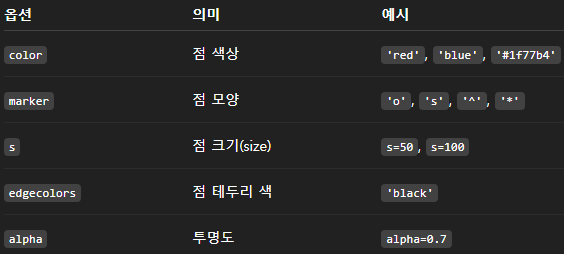 옵션 의미 예시
color 점 색상 'red', 'blue', '#1f77b4'
marker 점 모양 'o', 's', '^', '*'
s 점 크기(size) s=50, s=100
edgecolors 점 테두리 색 'black'
alpha 투명도 alpha=0.7